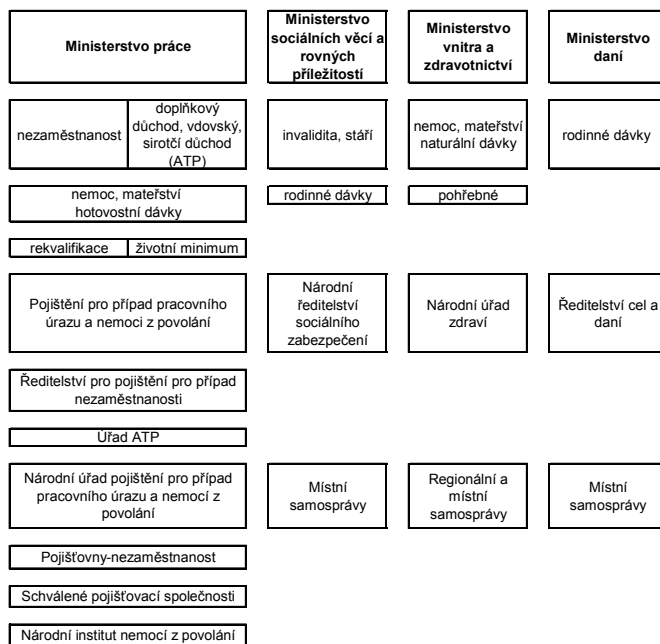 Ministerstvo práce
Ministerstvo
sociálních věcí a
rovných
příležitostí
Ministerstvo
vnitra a
zdravotnictví
Ministerstvo
daní
nezaměstnanost
doplňkový
důchod, vdovský,
sirotčí důchod
(ATP)
invalidita, stáří
nemoc, mateřství
naturální dávky
rodinné dávky
nemoc, mateřství
hotovostní dávky
rodinné dávky
pohřebné
rekvalifikace
životní minimum
Pojištění pro případ pracovního
úrazu a nemoci z povolání
Národní
ředitelství
sociálního
zabezpečení
Národní úřad
zdraví
Ředitelství cel a
daní
Ředitelství pro pojištění pro případ
nezaměstnanosti
Úřad ATP
Národní úřad pojištění pro případ
pracovního úrazu a nemocí z
povolání
Místní
samosprávy
Regionální a
místní
samosprávy
Místní
samosprávy
Pojišťovny-nezaměstnanost
Schválené pojišťovací společnosti
Národní institut nemocí z povolání